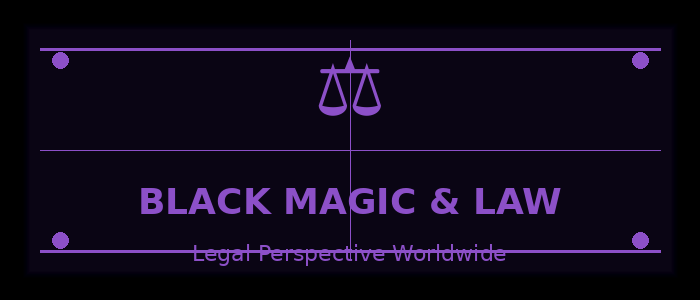 BLACK MAGIC & LAW
Legal Perspective Worldwide